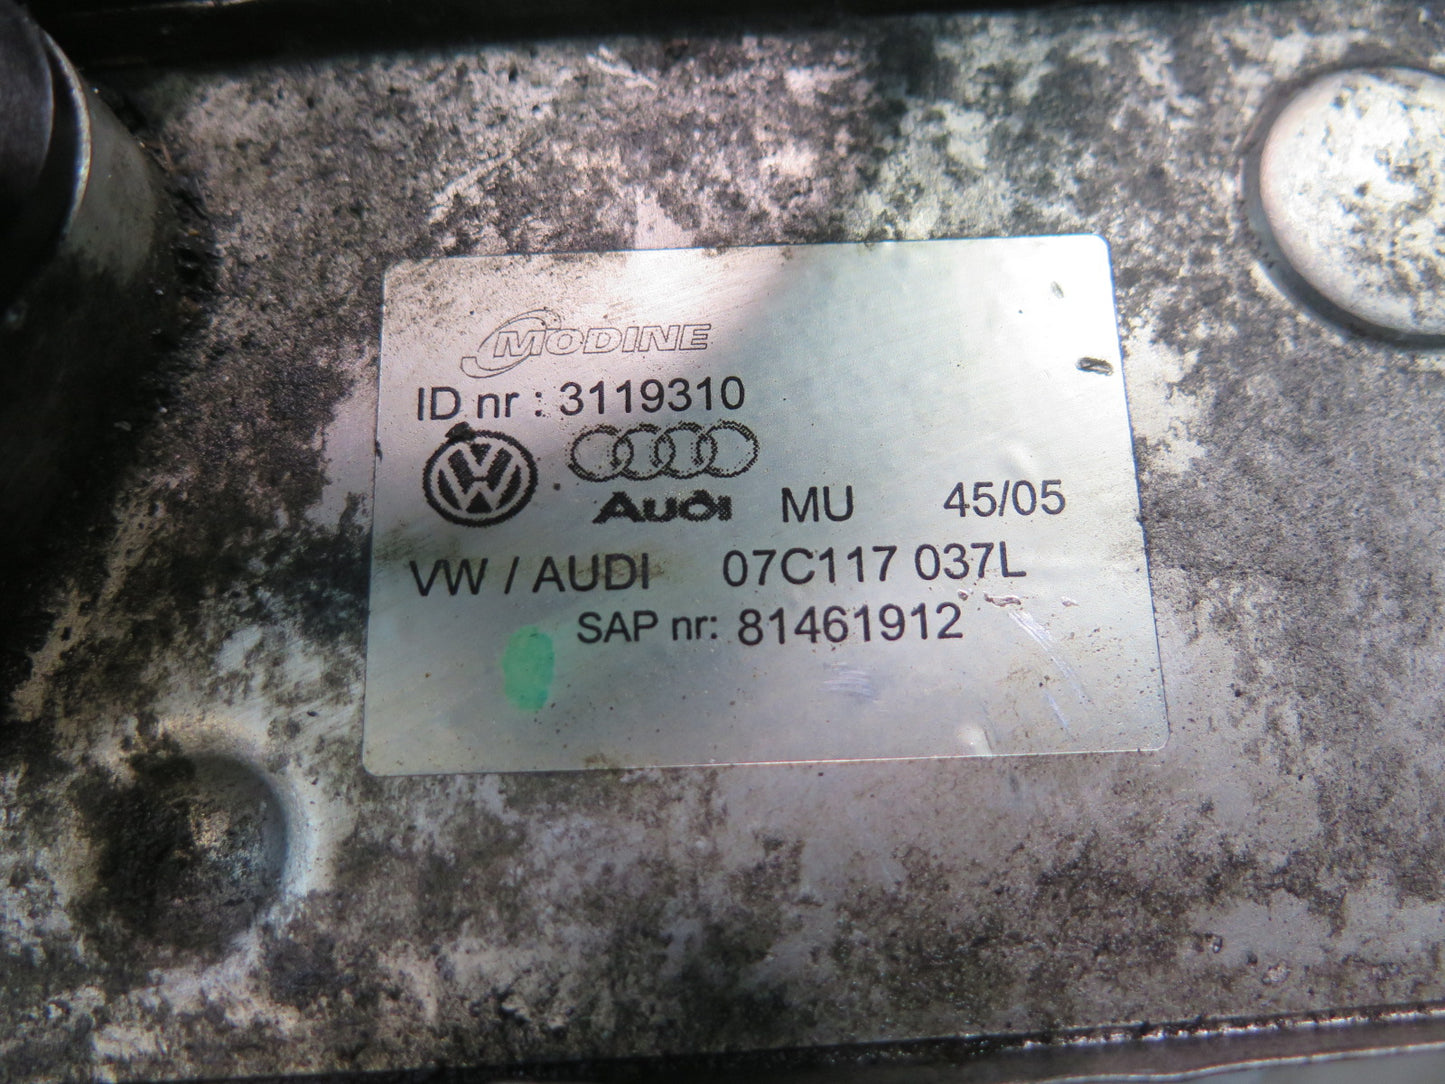 MODINE
ID nr : 3119310
Audi MU 45/05
VW / AUDI 07C117 037L
SAP nr: 81461912